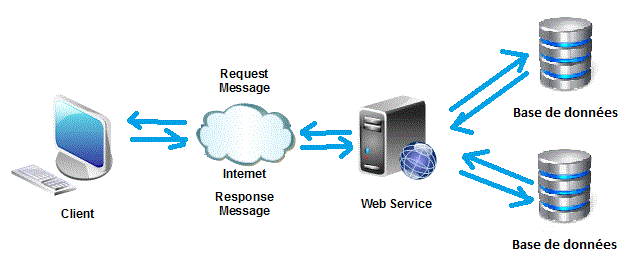 Request
Message
Base de données
Internet
Response
Message
Client
Web Service
Base de données